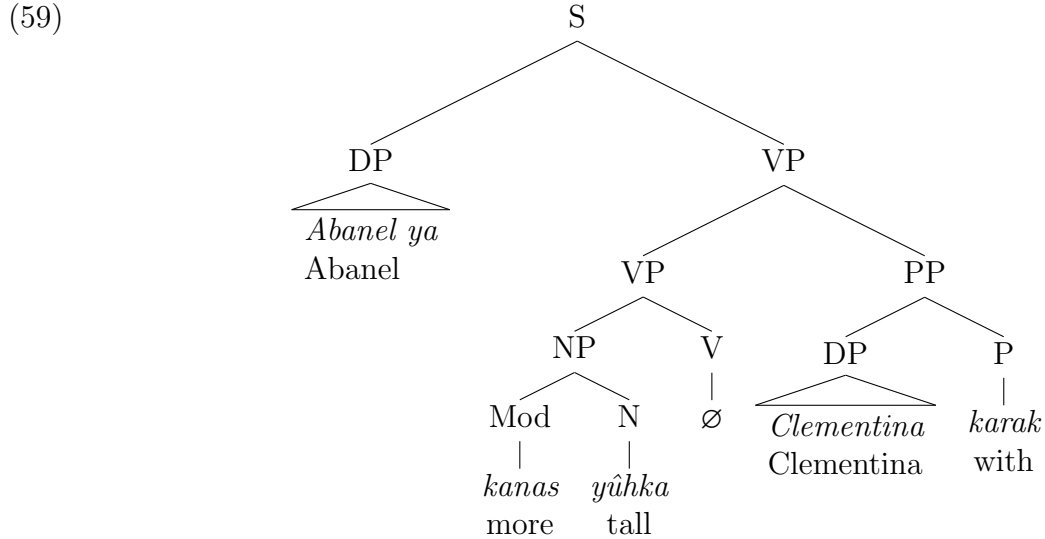 (59) S
DP VP
Abanel ya
Abanel
VP PP
NP V DP P
Mod N ∅ Clementina karak
Clementina with
kanas yûhka
more tall